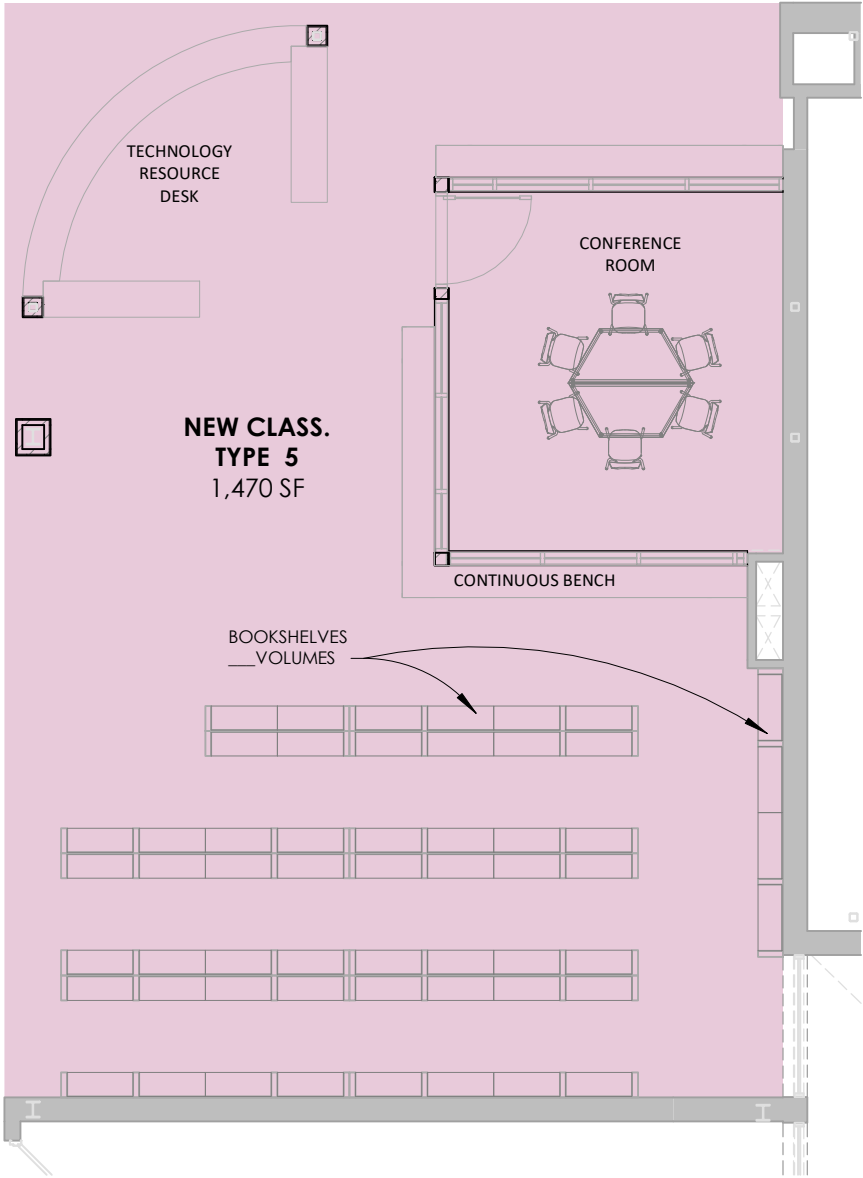 TECHNOLOGY
RESOURCE
DESK
CONFERENCE
ROOM
NEW CLASS.
TYPE 5
1,470 SF
CONTINUOUS BENCH
BOOKSHELVES
___VOLUMES